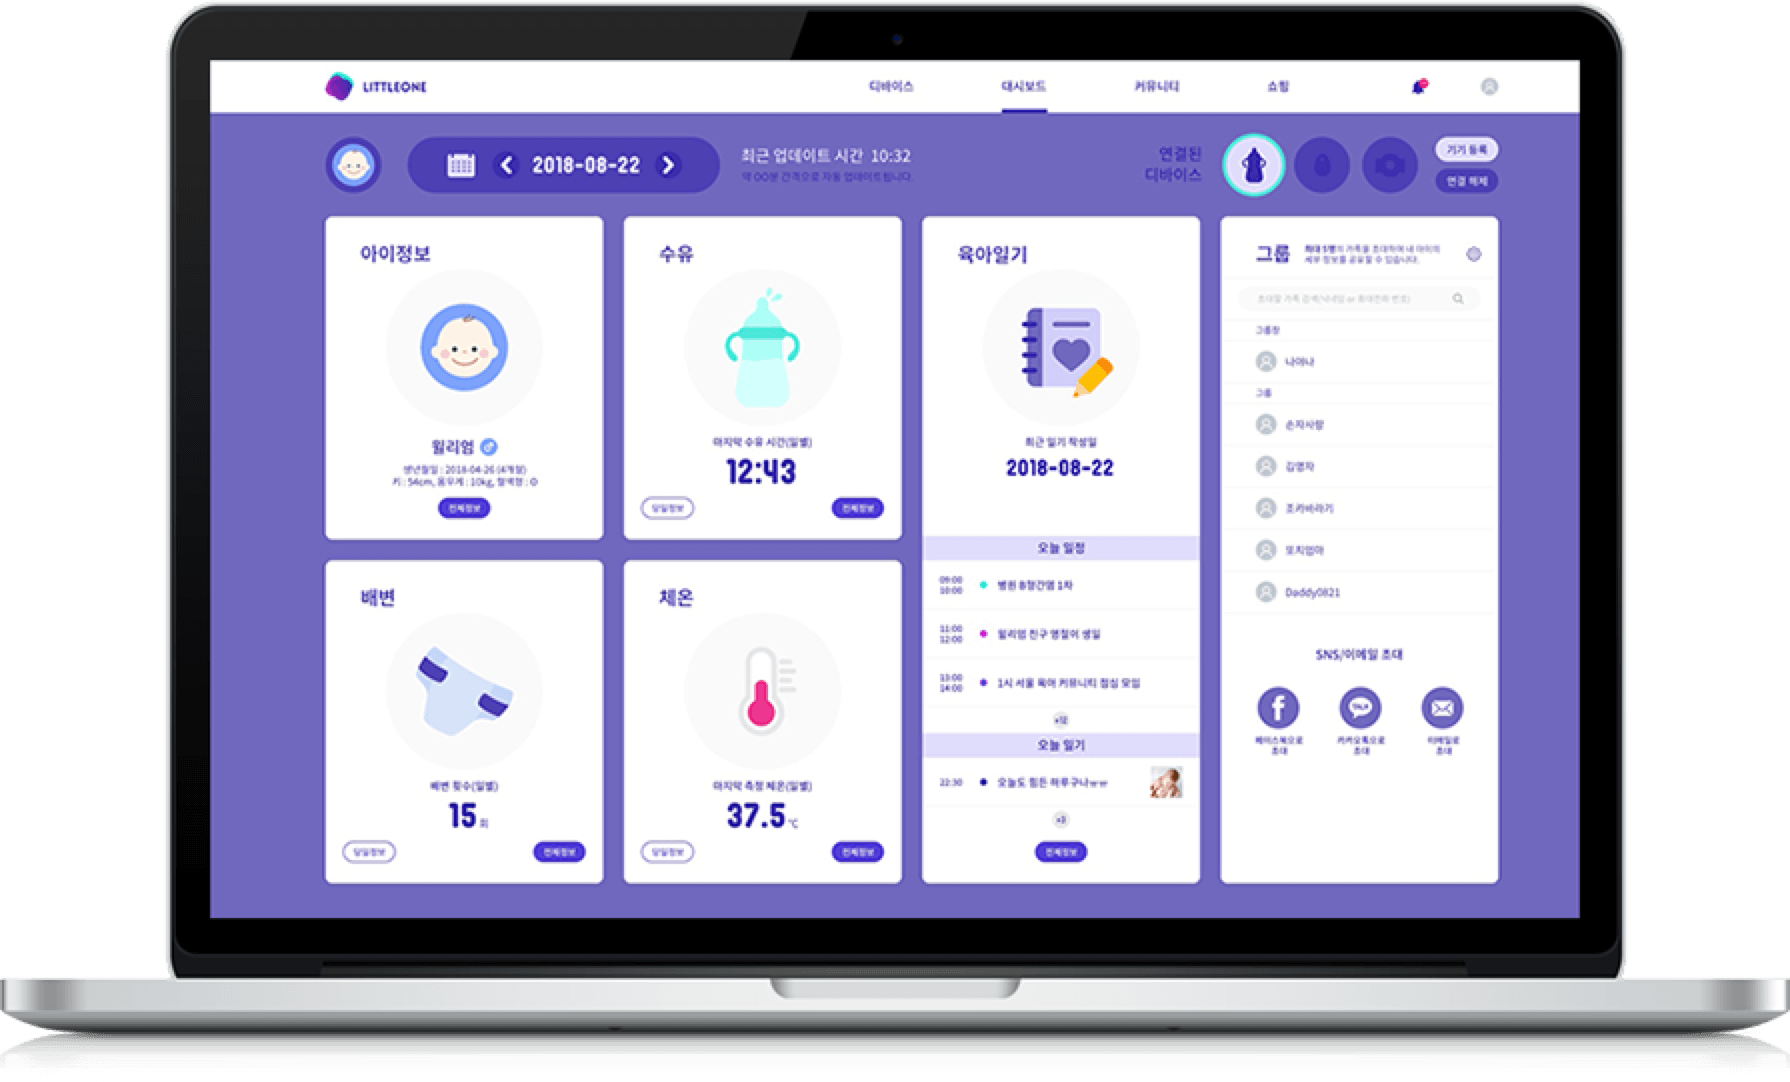 LITTLEONE
디바이스
대시보드
커뮤니티
쇼핑
2018-08-22
최근 업데이트 시간 10:32
약 00분 간격으로 자동 업데이트됩니다.
연결된
디바이스
기기 등록
연결 해제
아이정보
윌리엄
생년월일 : 2018-04-26 (4개월)
키 : 54cm, 몸무게 : 10kg, 혈액형 : O
전체정보
수유
마지막 수유 시간(일별)
12:43
당일정보
전체정보
배변
배변 횟수(일별)
15 회
당일정보
전체정보
체온
마지막 측정 체온(일별)
37.5 ℃
당일정보
전체정보
육아일기
최근 일기 작성일
2018-08-22
오늘 일정
09:00
10:00
병원 B형간염 1차
11:00
12:00
윌리엄 친구 영철이 생일
13:00
14:00
1시 서울 육아 커뮤니티 점심 모임
오늘 일기
22:30
오늘도 힘든 하루구나ㅠㅠ
전체정보
그룹
최대 5명의 가족을 초대하여 내 아이의
세부 정보를 공유할 수 있습니다.
초대할 가족 검색(닉네임 or 휴대전화 번호)
그룹장
나야나
그룹
손자사랑
김영자
조카바라기
또치엄마
Daddy0821
SNS/이메일 초대
TALK
페이스북으로
초대
카카오톡으로
초대
이메일로
초대